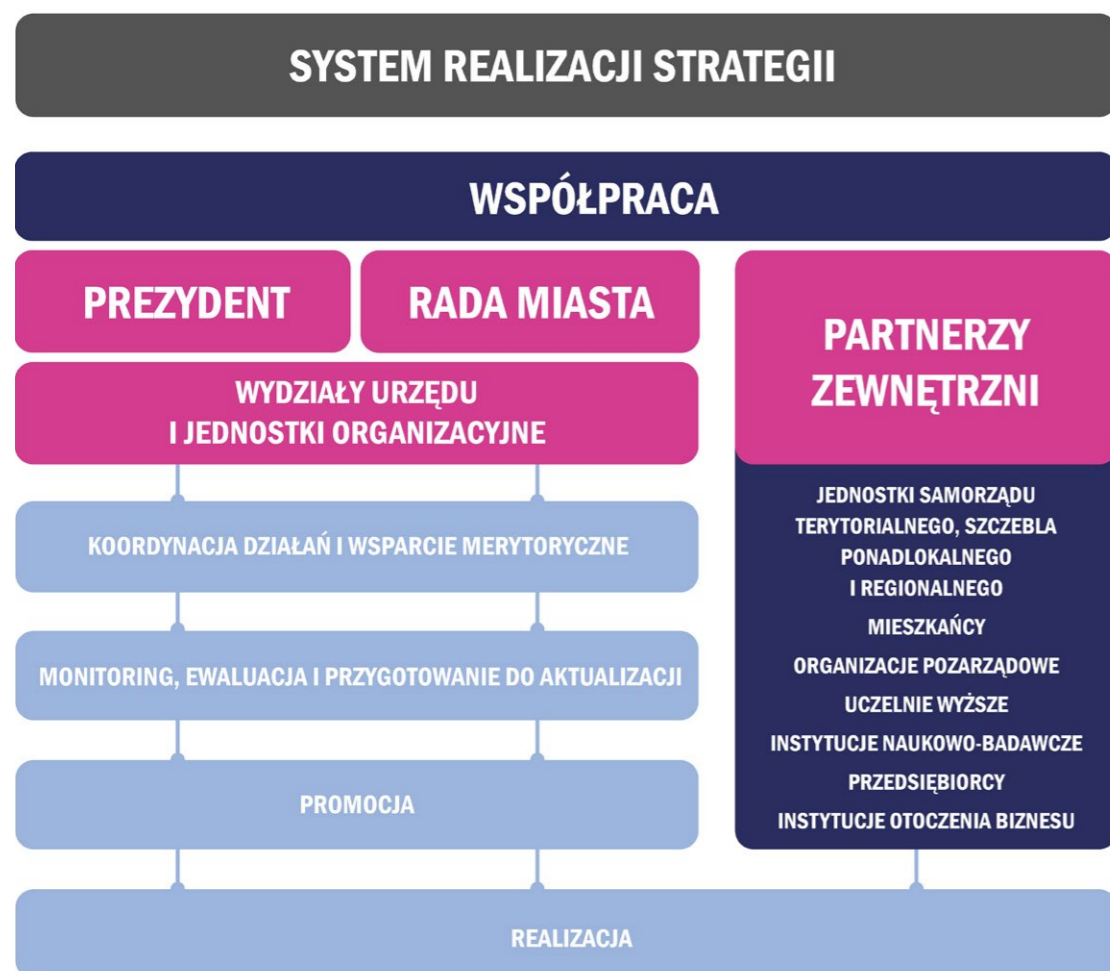 SYSTEM REALIZACJI STRATEGII
WSPÓŁPRACA
PREZYDENT
RADA MIASTA
WYDZIAŁY URZĘDU
I JEDNOSTKI ORGANIZACYJNE
KOORDYNACJA DZIAŁAŃ I WSPARCIE MERYTORYCZNE
MONITORING, EWALUACJA I PRZYGOTOWANIE DO AKTUALIZACJI
PROMOCJA
PARTNERZY
ZEWNĘTRZNI
JEDNOSTKI SAMORZĄDU
TERYTORIALNEGO, SZCZEBLA
PONADLOKALNEGO
I REGIONALNEGO
MIESZKAŃCY
ORGANIZACJE POZARZĄDOWE
UCZELNIE WYŻSZE
INSTYTUCJE NAUKOWO-BADAWCZE
PRZEDSIĘBIORCY
INSTYTUCJE OTOCZENIA BIZNESU
REALIZACJA